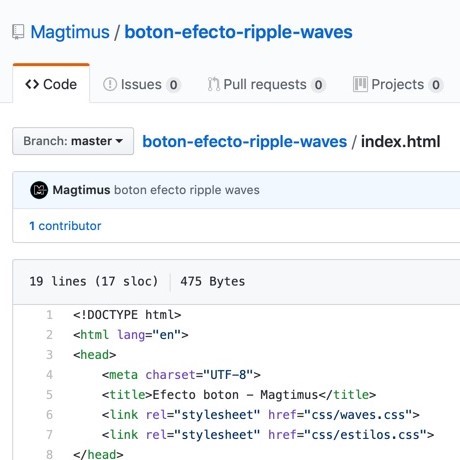 Magtimus / boton-efecto-ripple-waves
<> Code Issues 0 Pull requests 0 Projects 0
Branch: master boton-efecto-ripple-waves / index.html
Magtimus boton efecto ripple waves
1 contributor
19 lines (17 sloc) 475 Bytes
1 <!DOCTYPE html>
2 <html lang="en">
3 <head>
4 <meta charset="UTF-8">
5 <title>Efecto boton – Magtimus</title>
6 <link rel="stylesheet" href="css/waves.css">
7 <link rel="stylesheet" href="css/estilos.css">
8 </head>